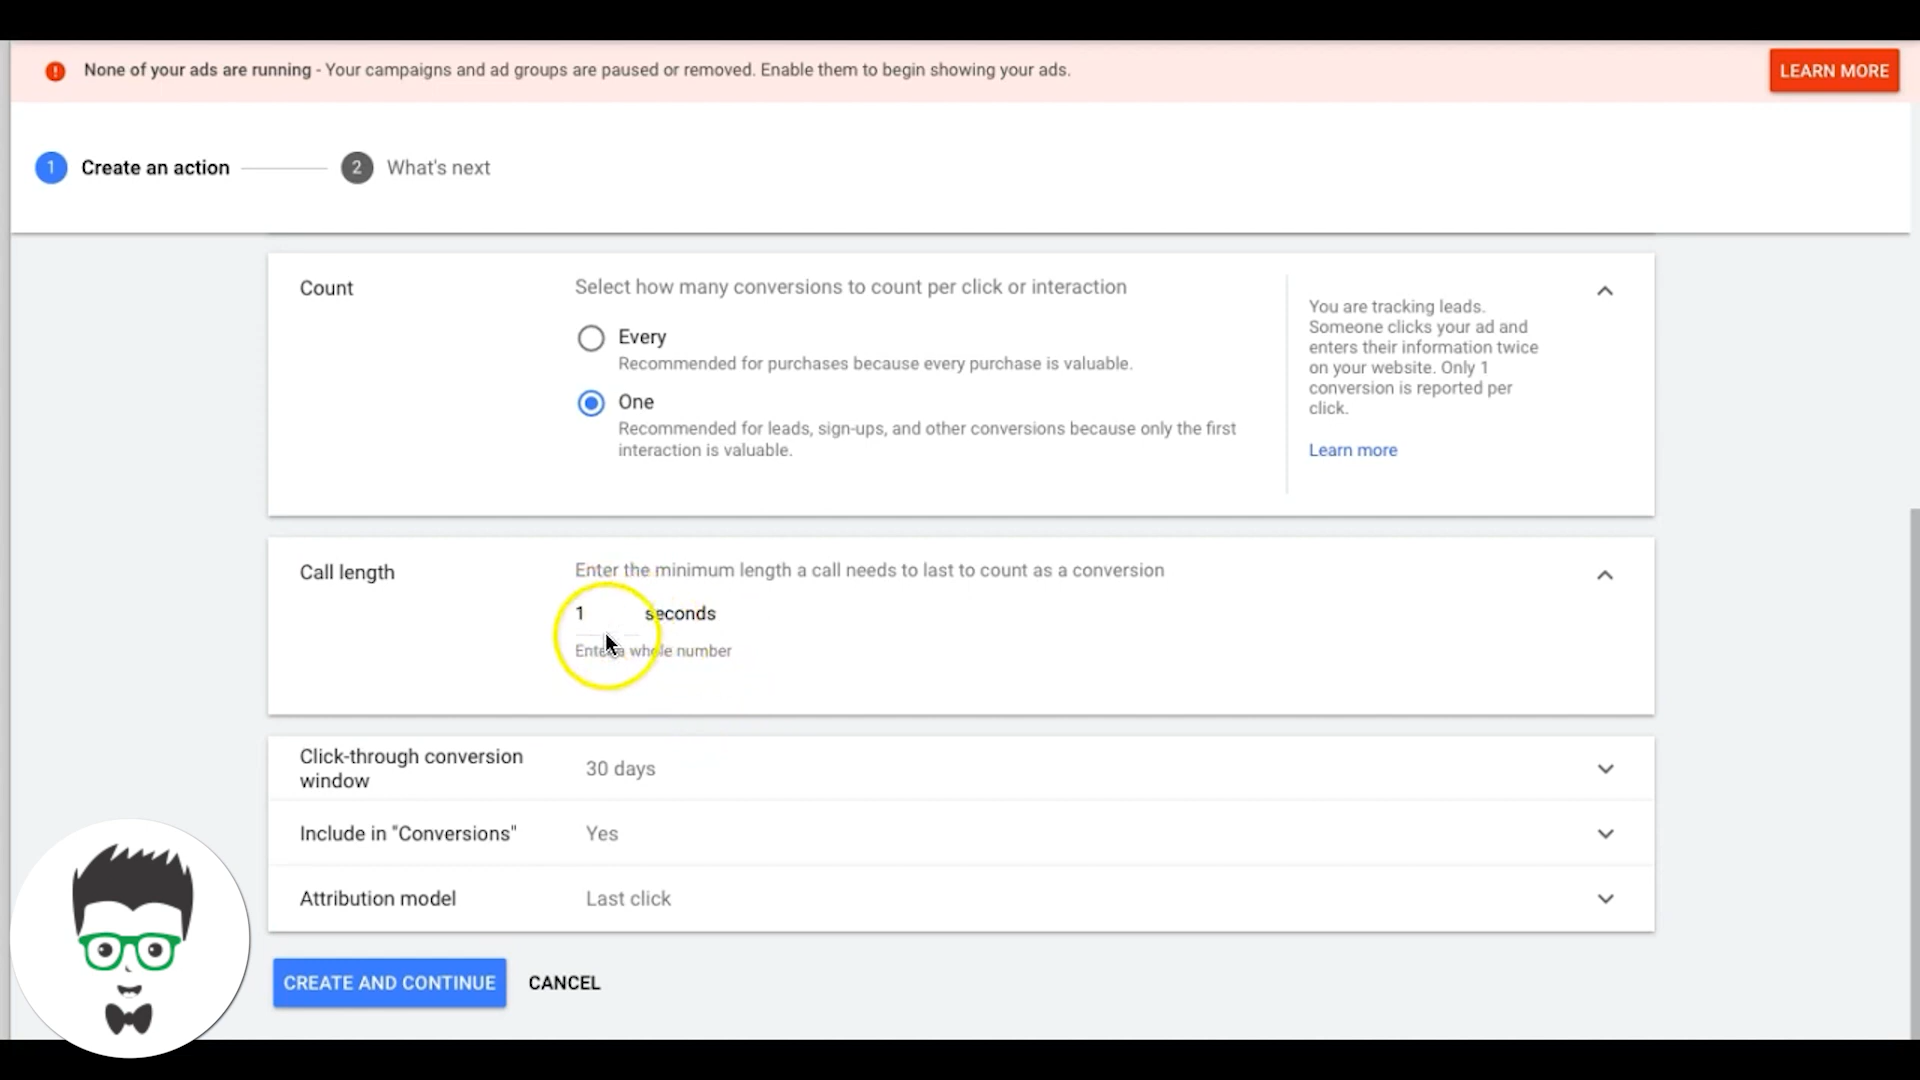 None of your ads are running - Your campaigns and ad groups are paused or removed. Enable them to begin showing your ads.
LEARN MORE
1 Create an action
2 What's next
Count
Select how many conversions to count per click or interaction
Every
Recommended for purchases because every purchase is valuable.
One
Recommended for leads, sign-ups, and other conversions because only the first
interaction is valuable.
You are tracking leads.
Someone clicks your ad and
enters their information twice
on your website. Only 1
conversion is reported per
click.
Learn more
Call length
Enter the minimum length a call needs to last to count as a conversion
1 seconds
Enter a whole number
Click-through conversion
window
30 days
Include in "Conversions"
Yes
Attribution model
Last click
CREATE AND CONTINUE
CANCEL